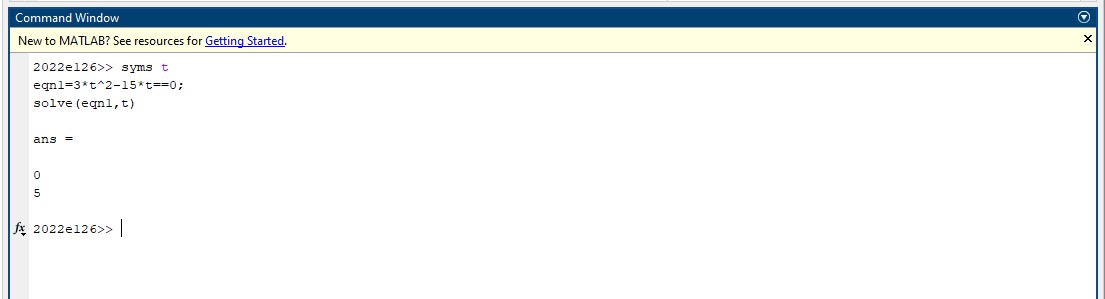 Command Window
New to MATLAB? See resources for Getting Started.
2022e126>> syms t
eqn1=3*t^2-15*t==0;
solve(eqn1,t)
ans =
0
5
fx 2022e126>>